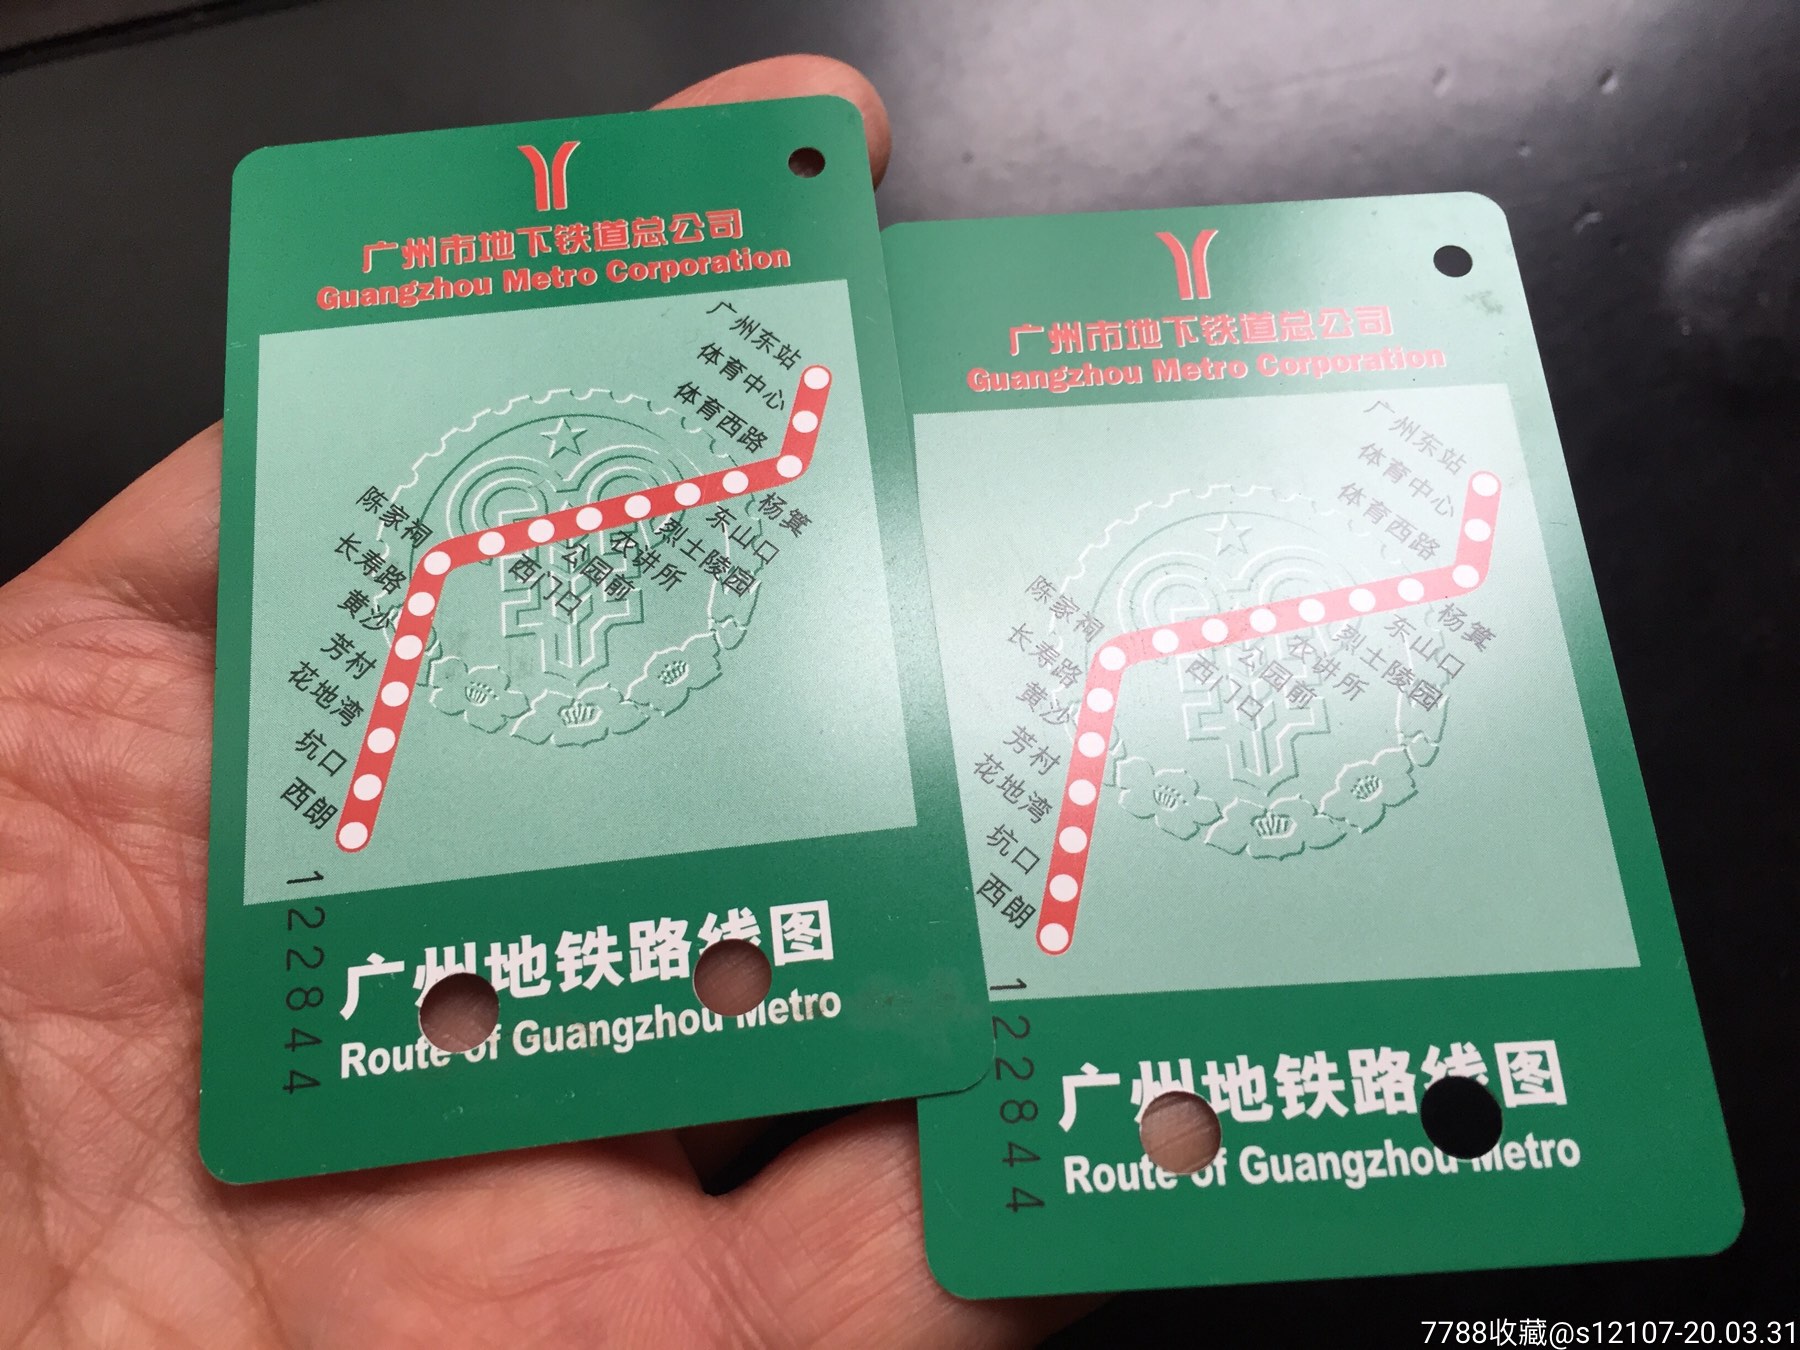 广州市地下铁道总公司
Guangzhou Metro Corporation
广州东站
体育中心
体育西路
杨箕
东山口
烈士陵园
农讲所
公园前
西门口
陈家祠
长寿路
黄沙
芳村
花地湾
坑口
西朗
122844
广州地铁路线图
Route of Guangzhou Metro
广州市地下铁道总公司
Guangzhou Metro Corporation
广州东站
体育中心
体育西路
杨箕
东山口
烈士陵园
农讲所
公园前
西门口
陈家祠
长寿路
黄沙
芳村
花地湾
坑口
西朗
122844
广州地铁路线图
Route of Guangzhou Metro
7788收藏@s12107-20.03.31